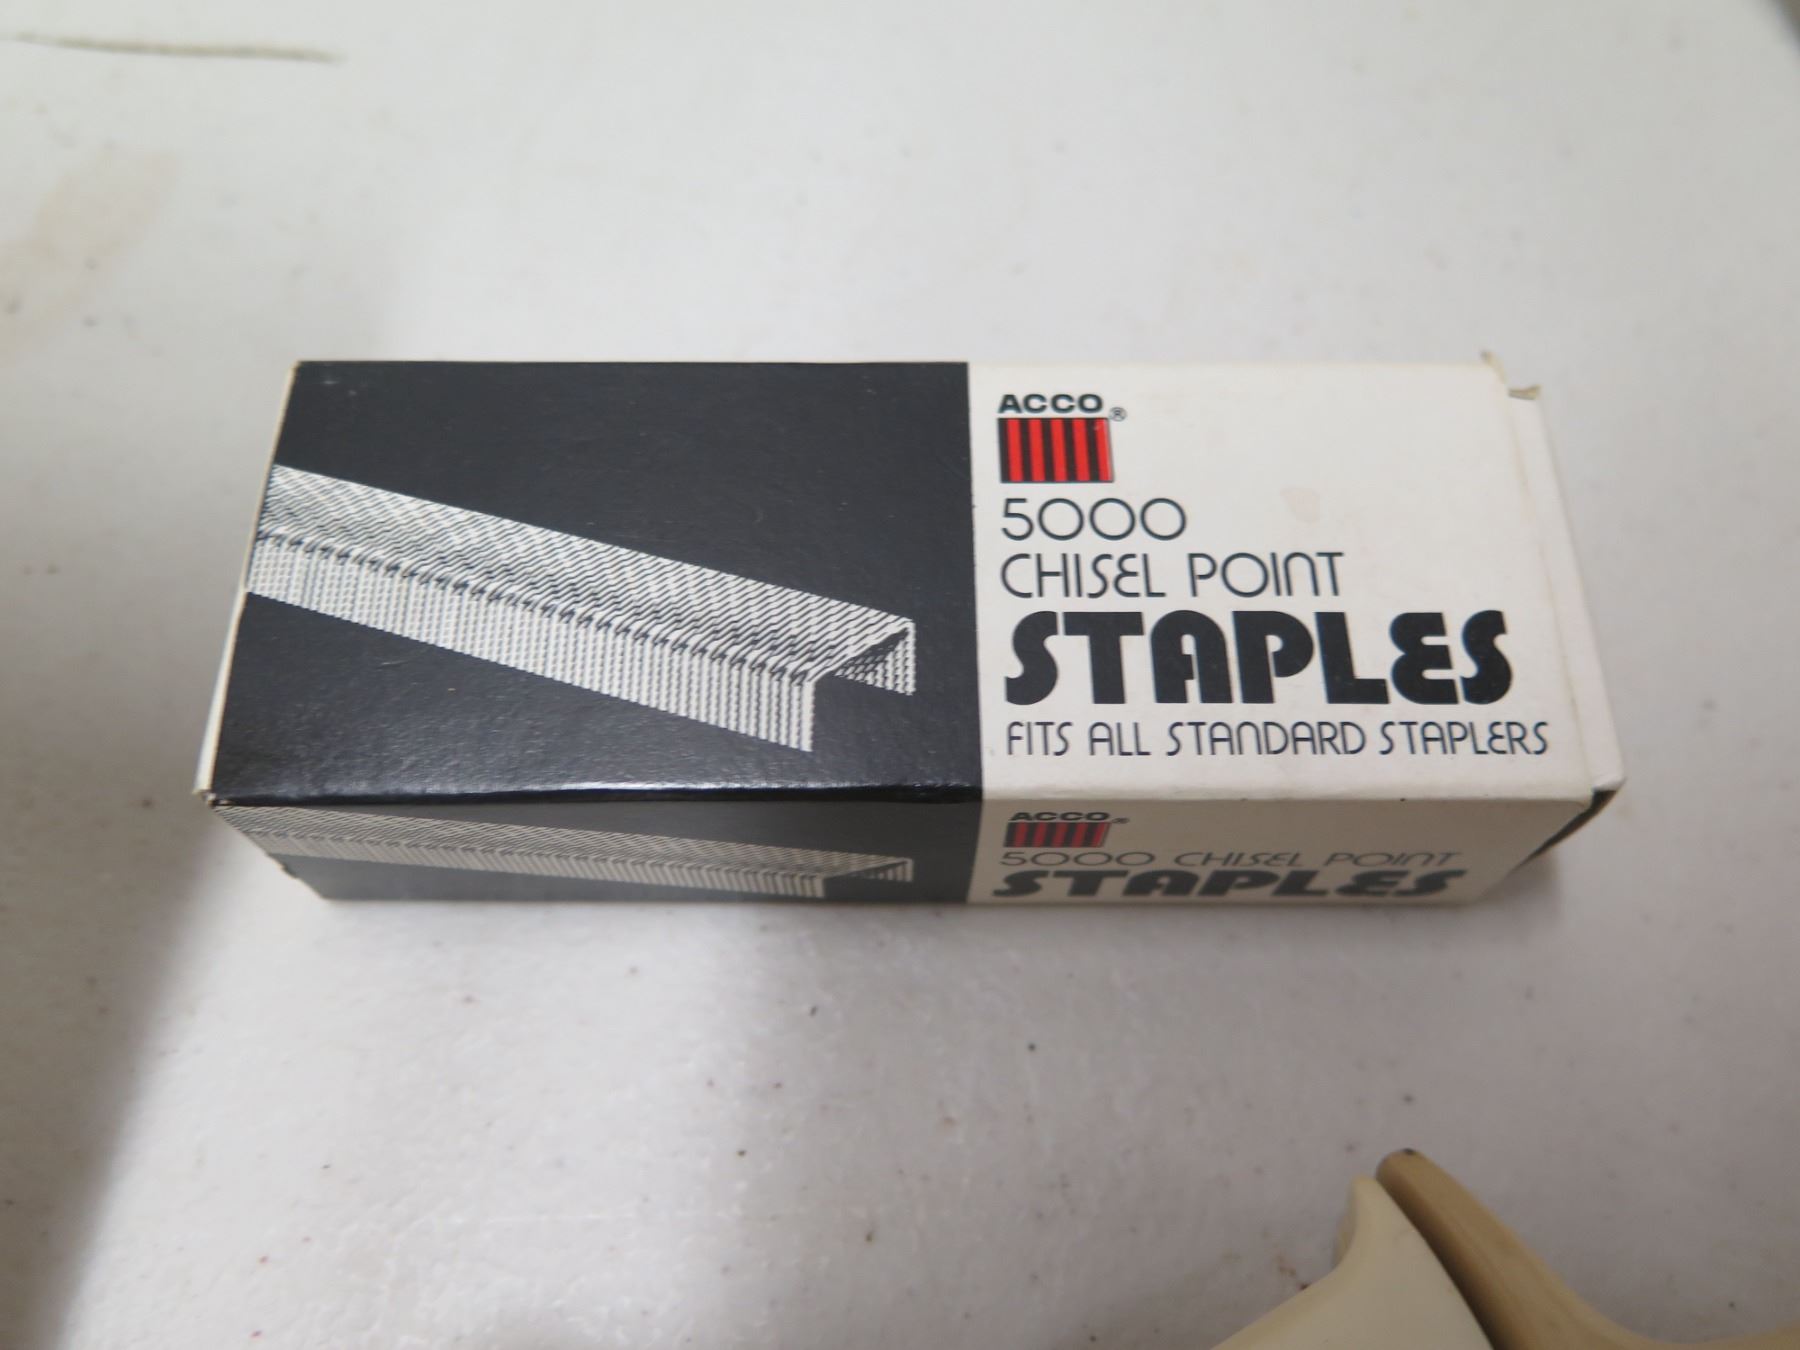 ACCO®
5000
CHISEL POINT
STAPLES
FITS ALL STANDARD STAPLERS
ACCO®
5000 CHISEL POINT
STAPLES